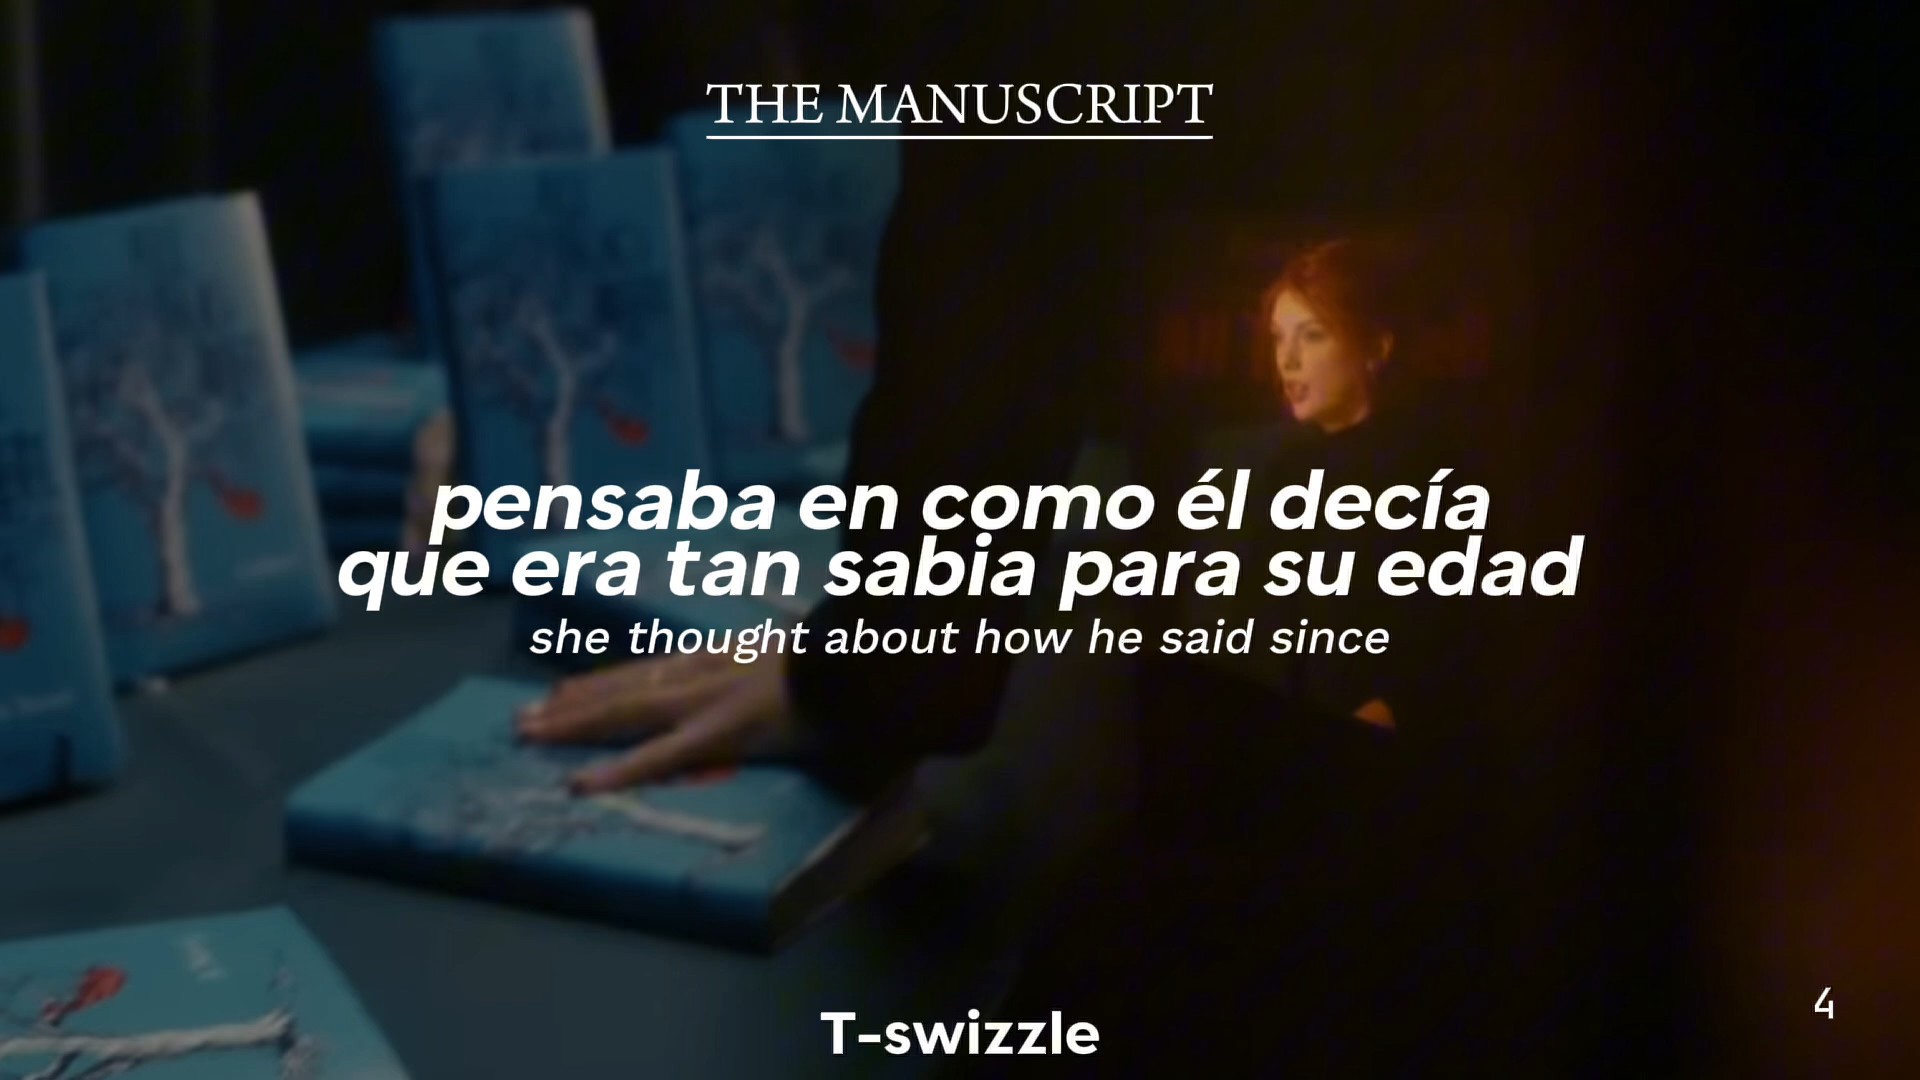 THE MANUSCRIPT
pensaba en como él decía
que era tan sabia para su edad
she thought about how he said since
T-swizzle
4